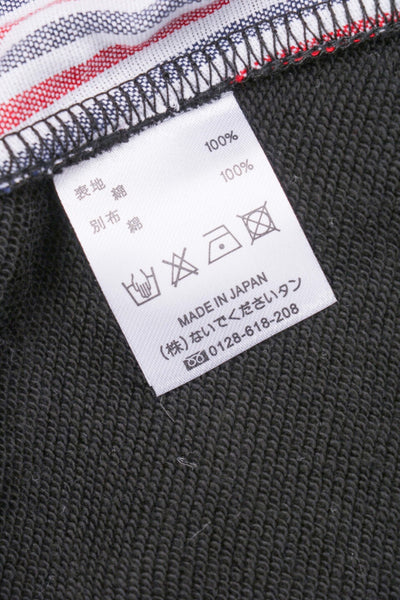 表地 綿 100%
別布 綿 100%
MADE IN JAPAN
(株)ないでくださいタン
0128-618-208